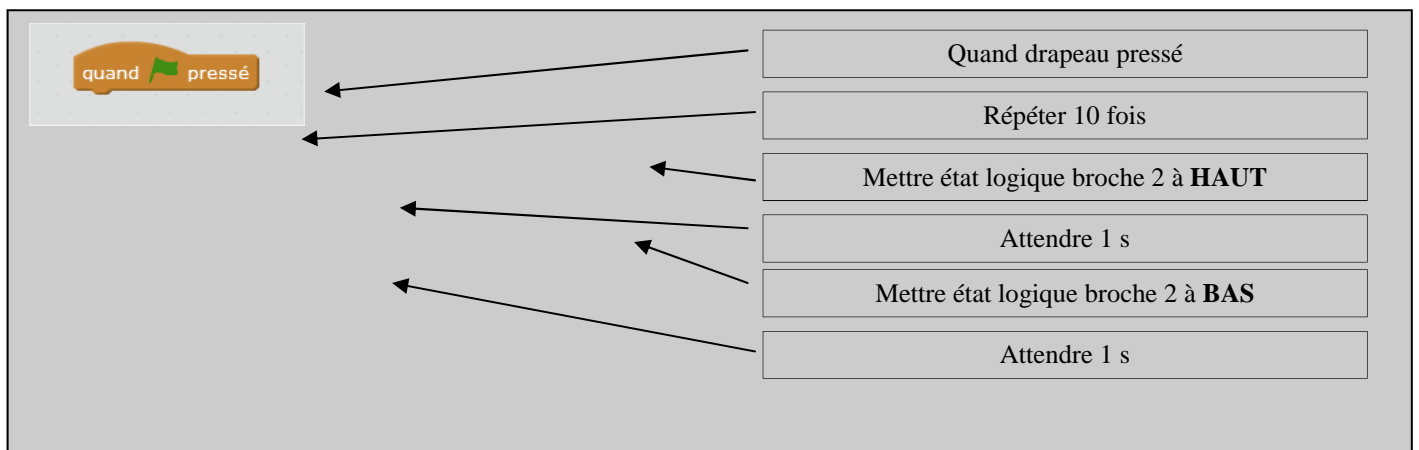 quand pressé
Quand drapeau pressé
Répéter 10 fois
Mettre état logique broche 2 à HAUT
Attendre 1 s
Mettre état logique broche 2 à BAS
Attendre 1 s